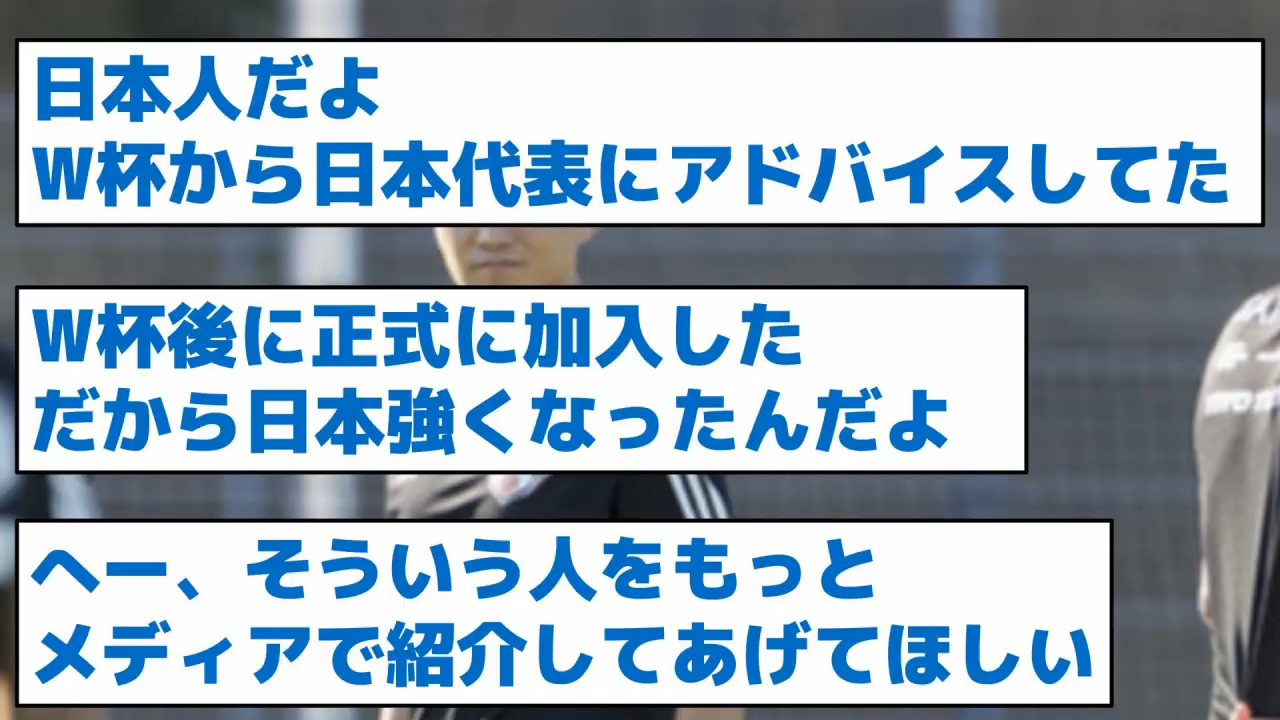 日本人だよ
W杯から日本代表にアドバイスしてた
W杯後に正式に加入した
だから日本強くなったんだよ
へー、そういう人をもっと
メディアで紹介してあげてほしい